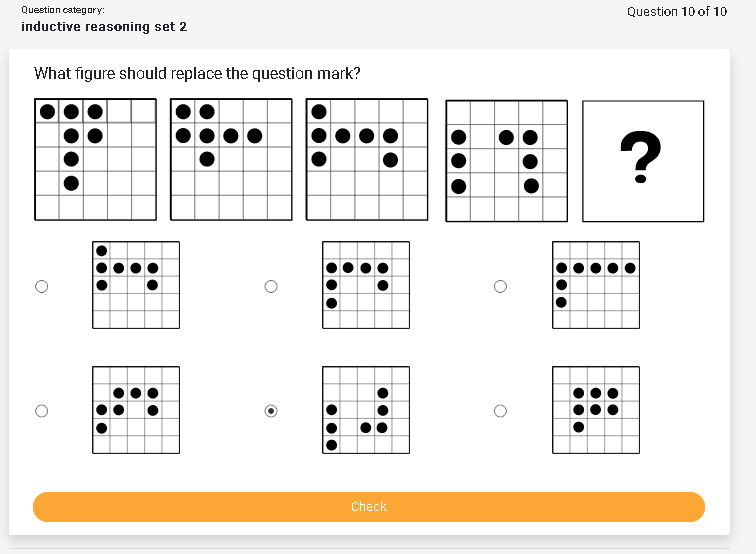 Question category:
inductive reasoning set 2
Question 10 of 10
What figure should replace the question mark?
?
Check